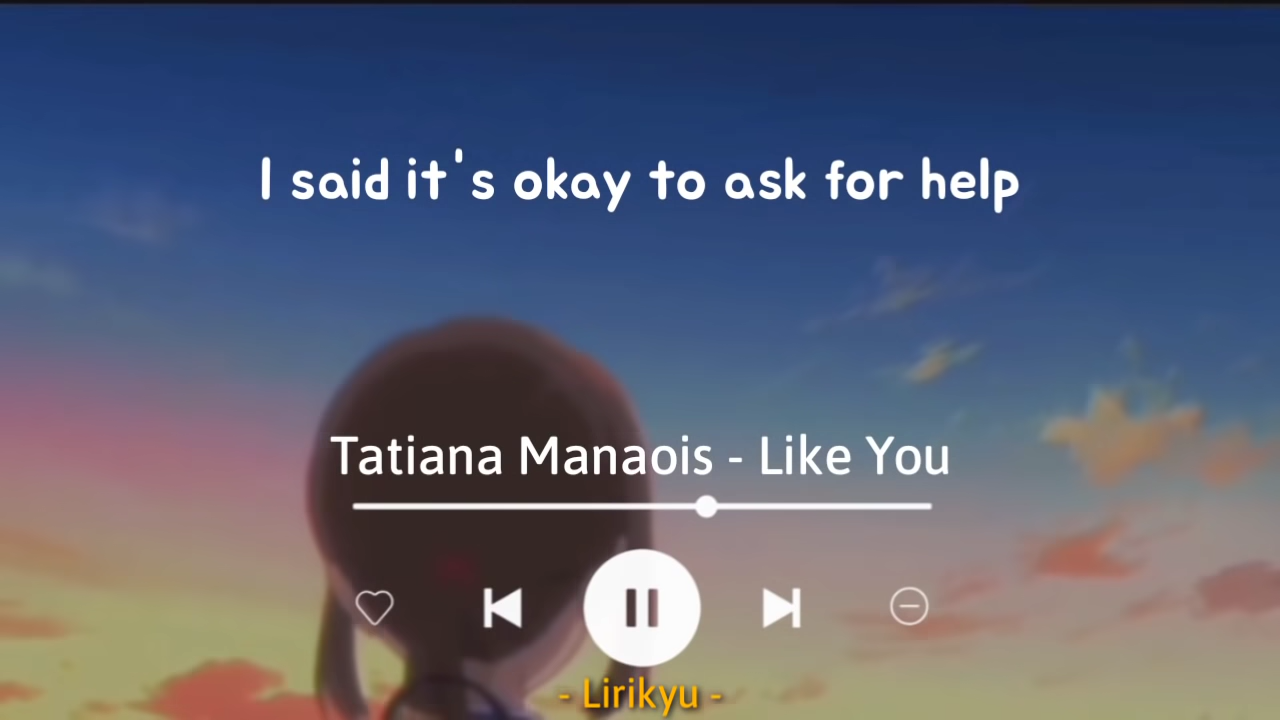 I said it's okay to ask for help
Tatiana Manaois - Like You
- Lirikyu -